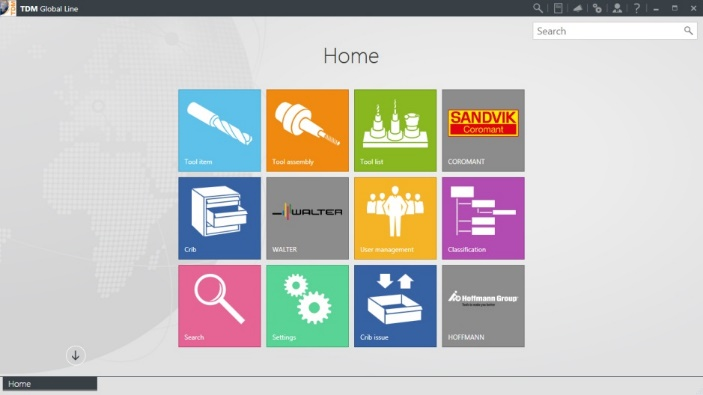 TDM Global Line
Search
Home
Tool item
Tool assembly
Tool list
SANDVIK
Coromant
COROMANT
Crib
WALTER
WALTER
User management
Classification
Search
Settings
Crib issue
Hoffmann Group
HOFFMANN
Home